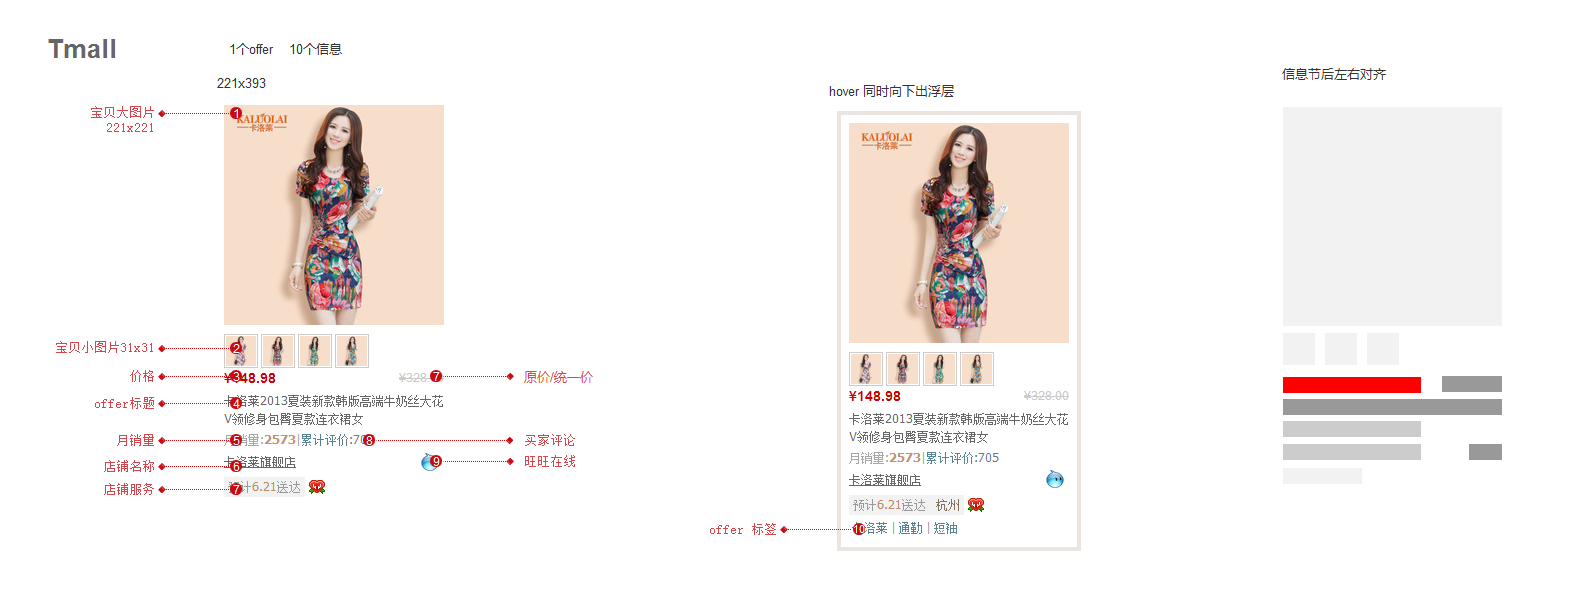 Tmall
1个offer 10个信息
221x393
宝贝大图片
221x221
1
KALUOLAI
卡洛莱
宝贝小图片31x31
2
价格
3
¥348.98
¥328.
7
原价/统一价
offer标题
4
卡洛莱2013夏装新款韩版高端牛奶丝大花
V领修身包臀夏款连衣裙女
月销量
5
月销量:2573|累计评价:70
8
买家评论
店铺名称
6
卡洛莱旗舰店
9
旺旺在线
店铺服务
7
预计6.21送达
hover 同时向下出浮层
KALUOLAI
卡洛莱
¥148.98 ¥328.00
卡洛莱2013夏装新款韩版高端牛奶丝大花
V领修身包臀夏款连衣裙女
月销量:2573|累计评价:705
卡洛莱旗舰店
预计6.21送达 杭州
offer 标签
10
洛莱 | 通勤 | 短袖
信息节后左右对齐